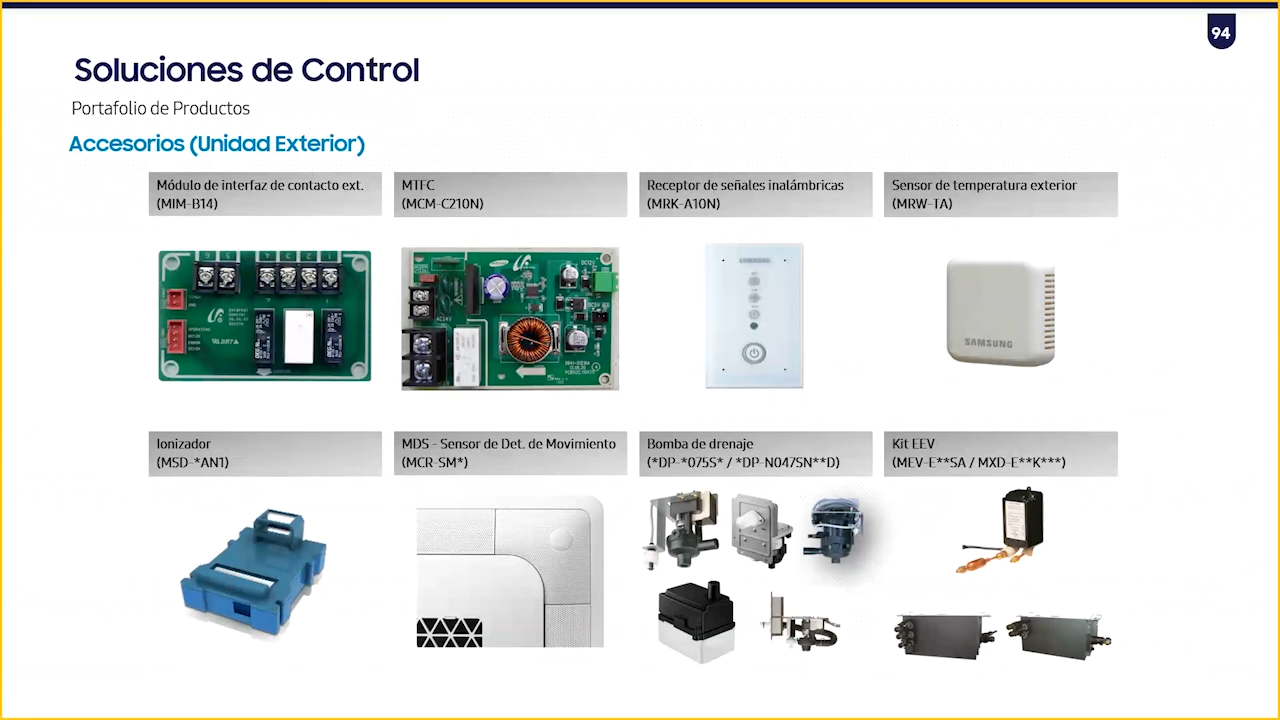 94
Soluciones de Control
Portafolio de Productos
Accesorios (Unidad Exterior)
Módulo de interfaz de contacto ext.
(MIM-B14)
MTFC
(MCM-C210N)
Receptor de señales inalámbricas
(MRK-A10N)
Sensor de temperatura exterior
(MRW-TA)
SAMSUNG
SAMSUNG
Ionizador
(MSD-*AN1)
MDS - Sensor de Det. de Movimiento
(MCR-SM*)
Bomba de drenaje
(*DP-*075S* / *DP-N047SN**D)
Kit EEV
(MEV-E**SA / MXD-E**K***)